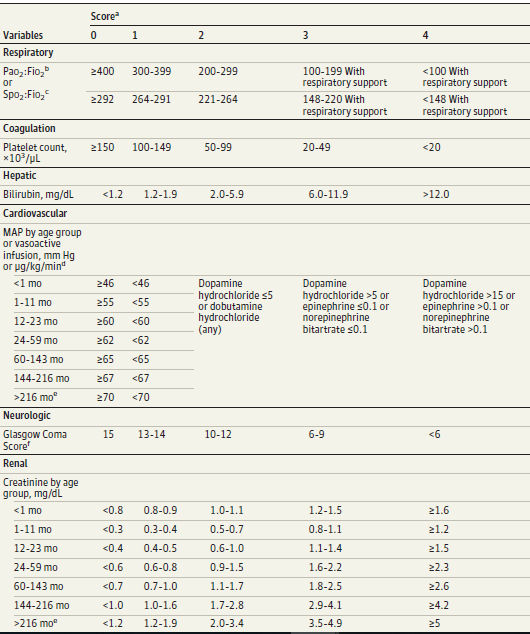 Scoreᵃ
Variables 0 1 2 3 4
Respiratory
Pao₂:Fio₂ᵇ ≥400 300-399 200-299 100-199 With <100 With
or respiratory support respiratory support
Spo₂:Fio₂ᶜ ≥292 264-291 221-264 148-220 With <148 With
respiratory support respiratory support
Coagulation
Platelet count, ≥150 100-149 50-99 20-49 <20
×10³/μL
Hepatic
Bilirubin, mg/dL <1.2 1.2-1.9 2.0-5.9 6.0-11.9 >12.0
Cardiovascular
MAP by age group
or vasoactive
infusion, mm Hg
or μg/kg/minᵈ
<1 mo ≥46 <46 Dopamine Dopamine Dopamine
hydrochloride ≤5 hydrochloride >5 or hydrochloride >15 or
1-11 mo ≥55 <55 or dobutamine epinephrine ≤0.1 or epinephrine >0.1 or
12-23 mo ≥60 <60 hydrochloride norepinephrine norepinephrine
(any) bitartrate ≤0.1 bitartrate >0.1
24-59 mo ≥62 <62
60-143 mo ≥65 <65
144-216 mo ≥67 <67
>216 moᵉ ≥70 <70
Neurologic
Glasgow Coma 15 13-14 10-12 6-9 <6
Scoreᶠ
Renal
Creatinine by age
group, mg/dL
<1 mo <0.8 0.8-0.9 1.0-1.1 1.2-1.5 ≥1.6
1-11 mo <0.3 0.3-0.4 0.5-0.7 0.8-1.1 ≥1.2
12-23 mo <0.4 0.4-0.5 0.6-1.0 1.1-1.4 ≥1.5
24-59 mo <0.6 0.6-0.8 0.9-1.5 1.6-2.2 ≥2.3
60-143 mo <0.7 0.7-1.0 1.1-1.7 1.8-2.5 ≥2.6
144-216 mo <1.0 1.0-1.6 1.7-2.8 2.9-4.1 ≥4.2
>216 moᵉ <1.2 1.2-1.9 2.0-3.4 3.5-4.9 ≥5